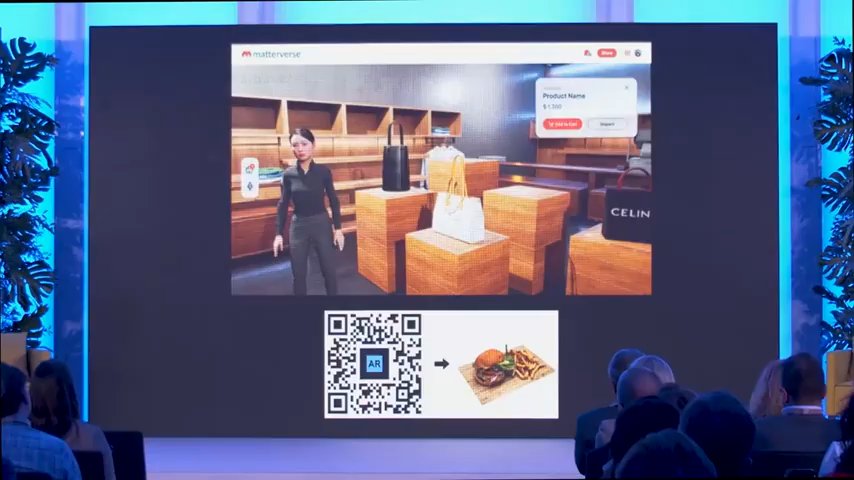 matterverse
Product Name
$ 1,300
Add to Cart
CELIN
AR